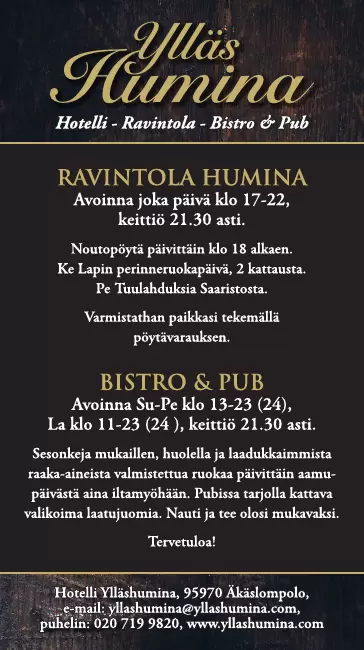 Ylläs
Humina
Hotelli - Ravintola - Bistro & Pub
RAVINTOLA HUMINA
Avoinna joka päivä klo 17-22,
keittiö 21.30 asti.
Noutopöytä päivittäin klo 18 alkaen.
Ke Lapin perinneruokapäivä, 2 kattausta.
Pe Tuulahduksia Saaristosta.
Varmistathan paikkasi tekemällä
pöytävarauksen.
BISTRO & PUB
Avoinna Su-Pe klo 13-23 (24),
La klo 11-23 (24 ), keittiö 21.30 asti.
Sesonkeja mukaillen, huolella ja laadukkaimmista
raaka-aineista valmistettua ruokaa päivittäin aamu-
päivästä aina iltamyöhään. Pubissa tarjolla kattava
valikoima laatujuomia. Nauti ja tee olosi mukavaksi.
Tervetuloa!
Hotelli Ylläshumina, 95970 Äkäslompolo,
e-mail: yllashumina@yllashumina.com,
puhelin: 020 719 9820, www.yllashumina.com